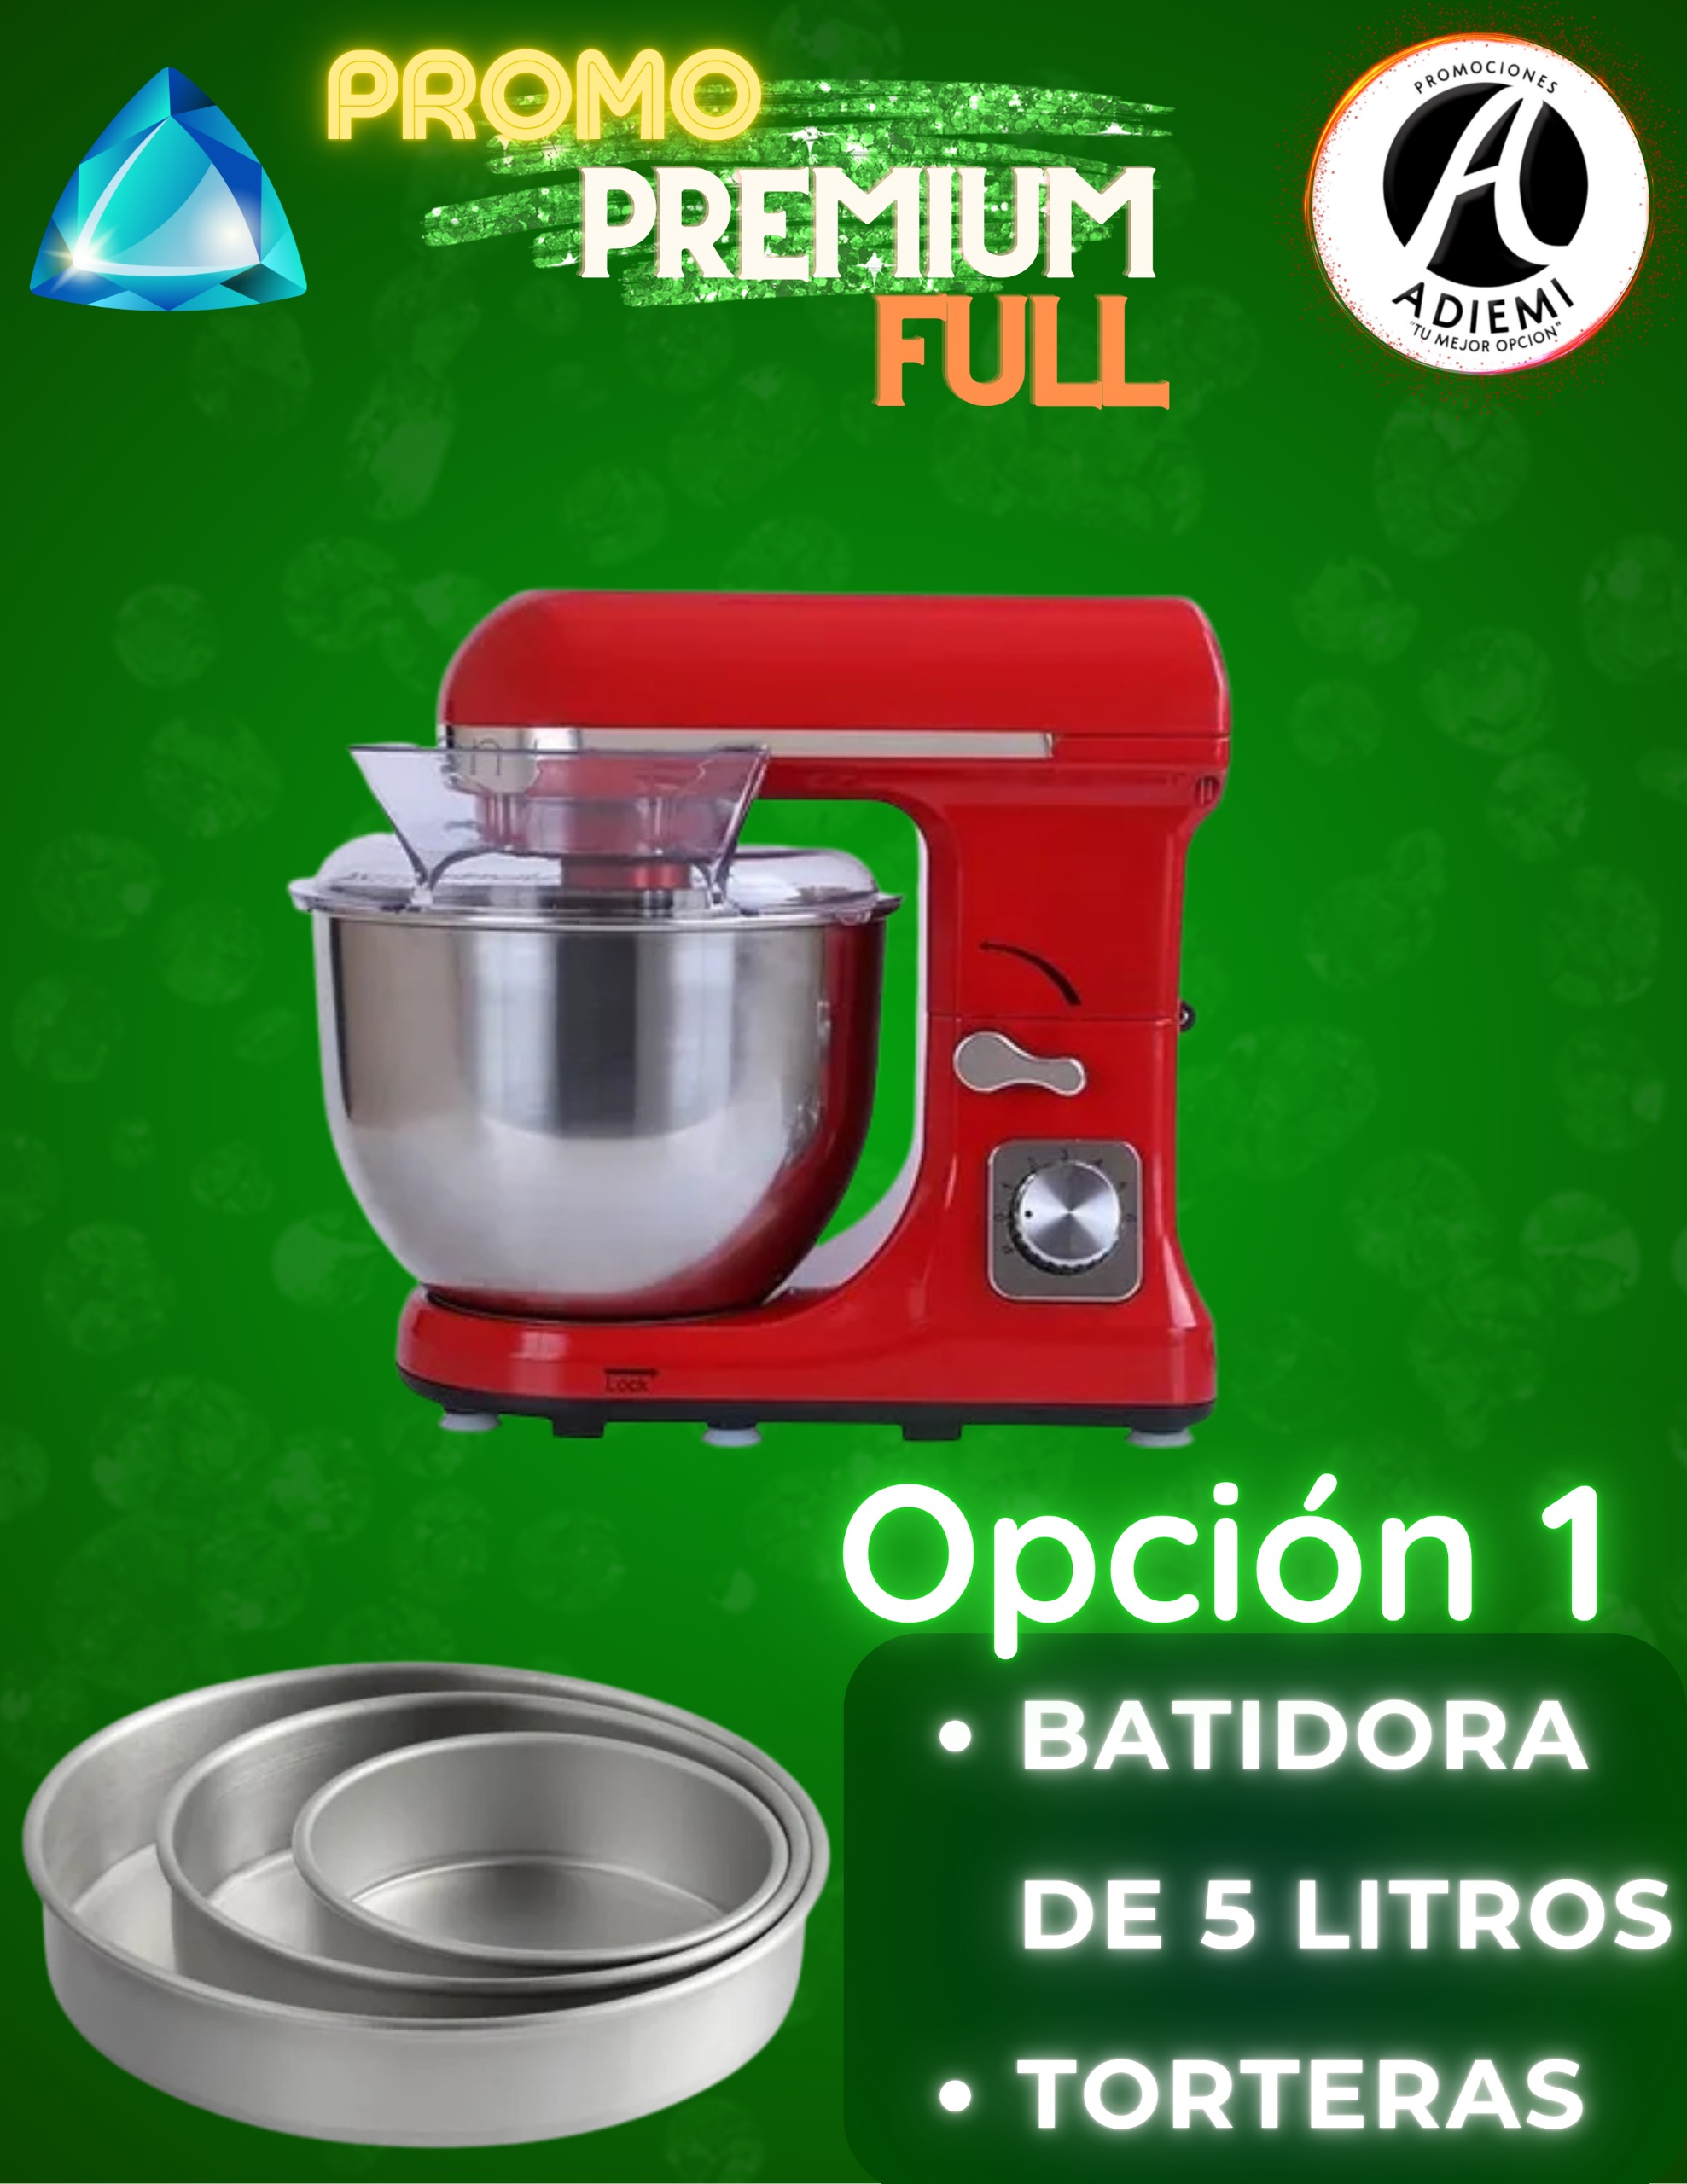 PROMO
PREMIUM
FULL
PROMOCIONES
A
ADIEMI
"TU MEJOR OPCION"
Lock
Opción 1
• BATIDORA
DE 5 LITROS
• TORTERAS